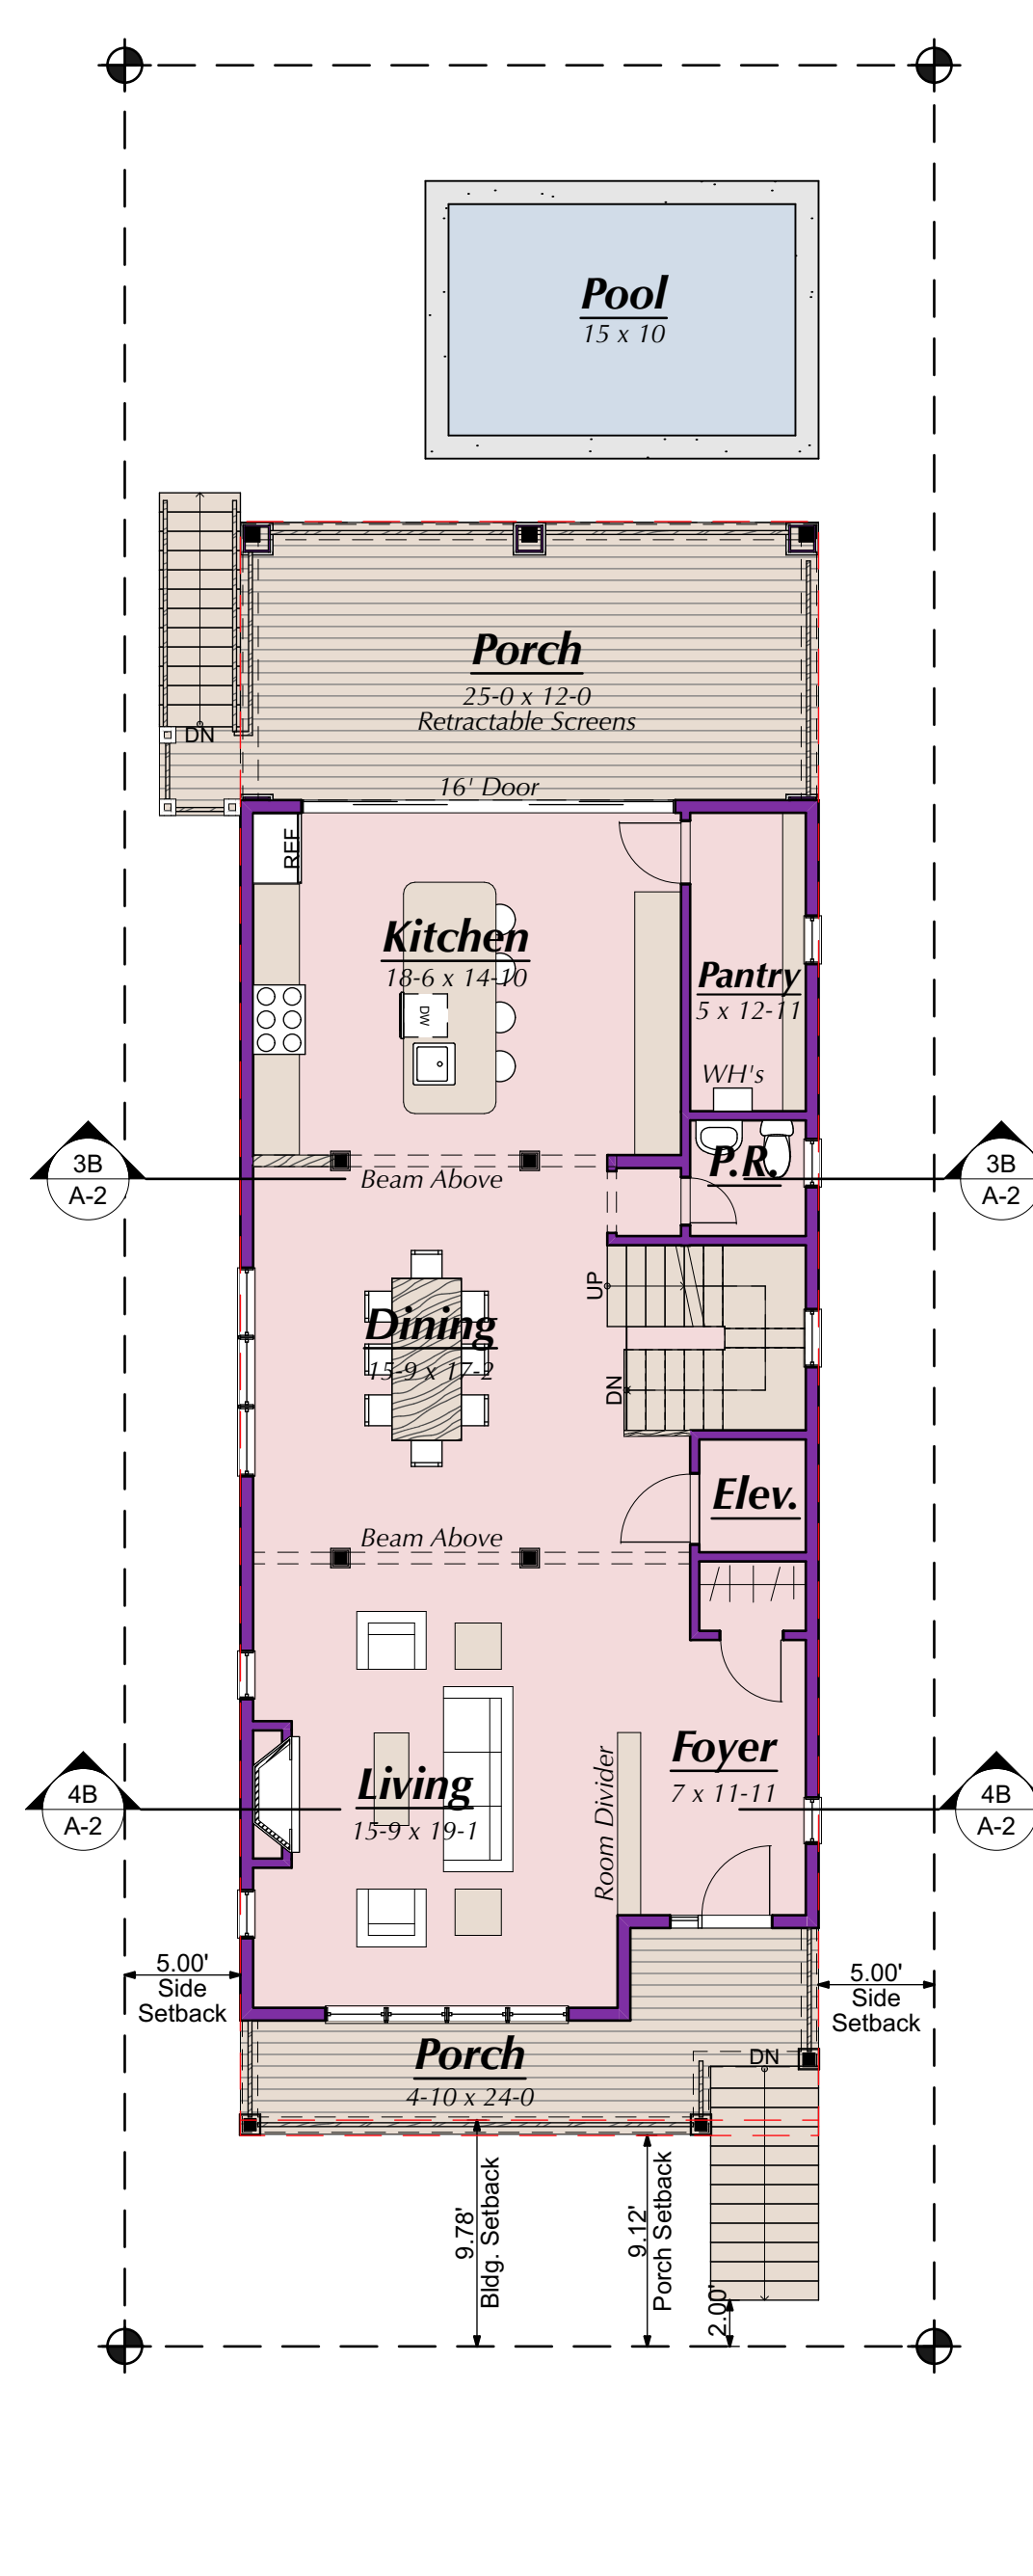 Pool
15 x 10
Porch
25-0 x 12-0
Retractable Screens
DN
16' Door
REF
Kitchen
18-6 x 14-10
DW
Pantry
5 x 12-11
WH's
P.R.
3B
A-2
3B
A-2
Beam Above
UP
Dining
15-9 x 17-2
DN
Elev.
Beam Above
Foyer
7 x 11-11
Room Divider
Living
15-9 x 19-1
4B
A-2
4B
A-2
5.00'
Side
Setback
5.00'
Side
Setback
Porch
4-10 x 24-0
DN
9.78'
Bldg. Setback
9.12'
Porch Setback
2.00'